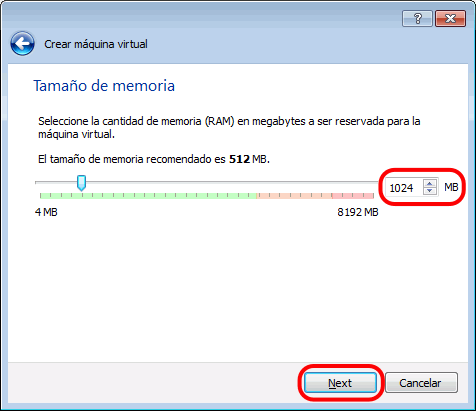 Crear máquina virtual
Tamaño de memoria
Seleccione la cantidad de memoria (RAM) en megabytes a ser reservada para la
máquina virtual.
El tamaño de memoria recomendado es 512 MB.
1024 MB
4 MB 8192 MB
Next Cancelar